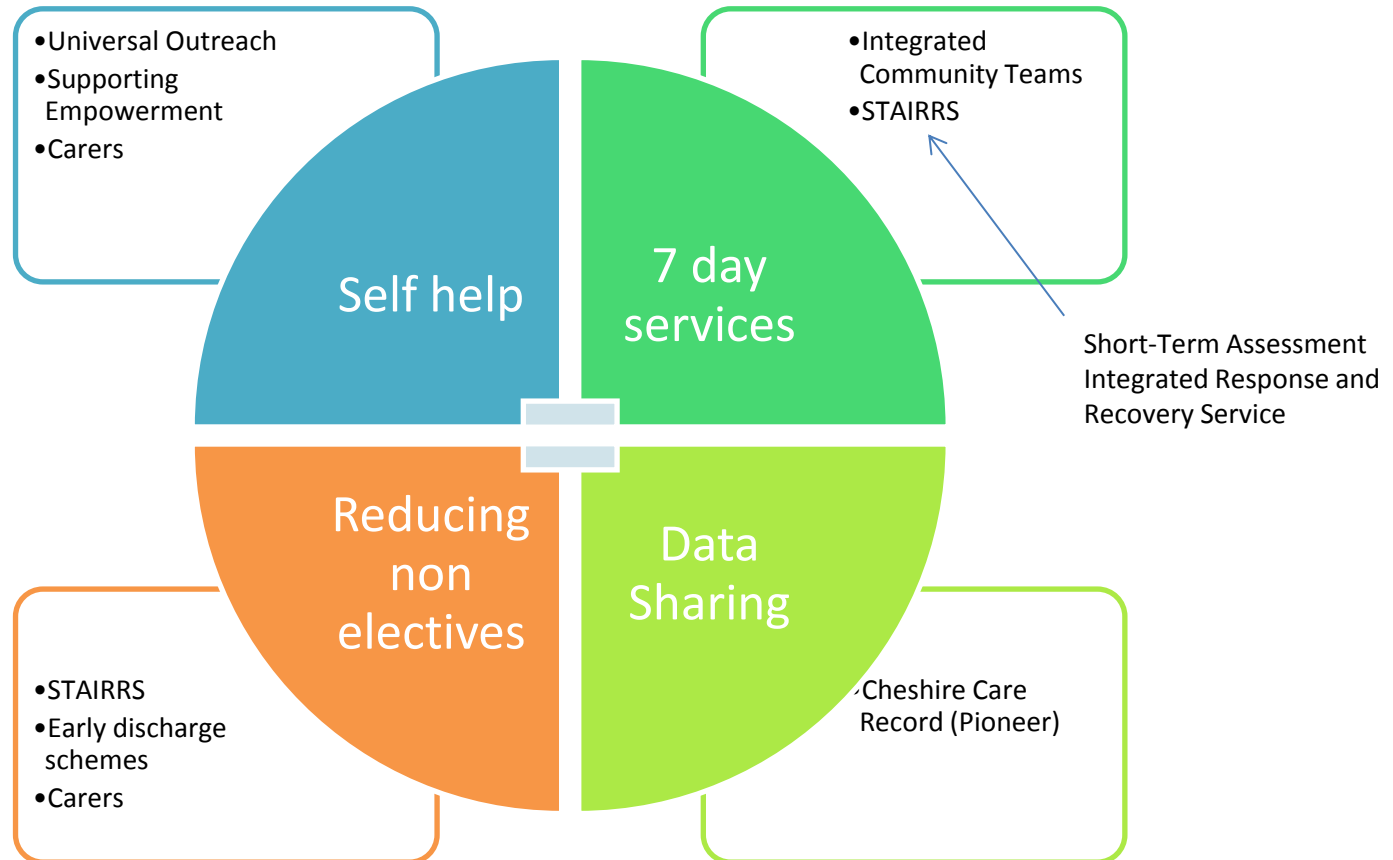 •Universal Outreach
•Supporting
Empowerment
•Carers
•Integrated
Community Teams
•STAIRRS
Self help
7 day
services
Short-Term Assessment
Integrated Response and
Recovery Service
Reducing
non
electives
Data
Sharing
•STAIRRS
•Early discharge
schemes
•Carers
•Cheshire Care
Record (Pioneer)